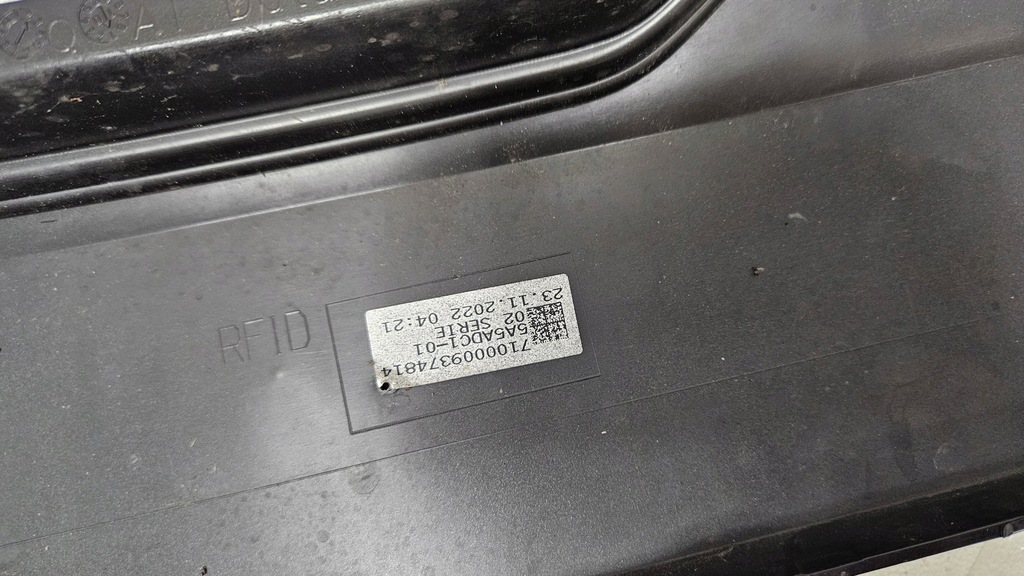 RFID
7100009374814
5A5ADC1-01
02 SERIE
23.11.2022 04:21